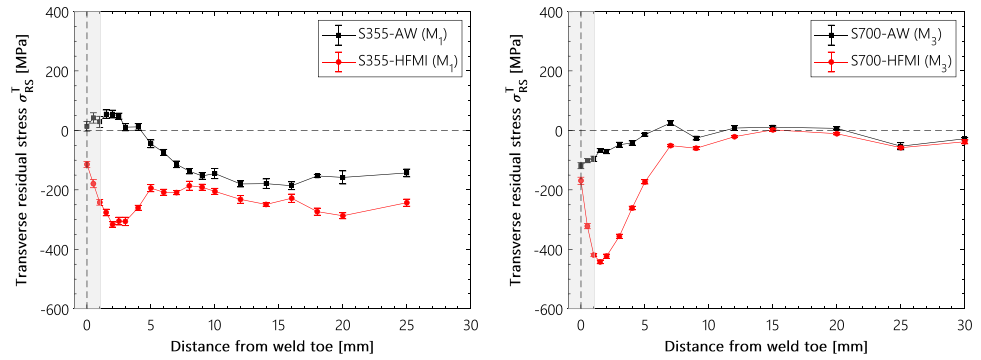 400
200
0
-200
-400
-600
0 5 10 15 20 25 30
Transverse residual stress σ_RS^T [MPa]
Distance from weld toe [mm]
S355-AW (M₁)
S355-HFMI (M₁)
400
200
0
-200
-400
-600
0 5 10 15 20 25 30
Transverse residual stress σ_RS^T [MPa]
Distance from weld toe [mm]
S700-AW (M₃)
S700-HFMI (M₃)